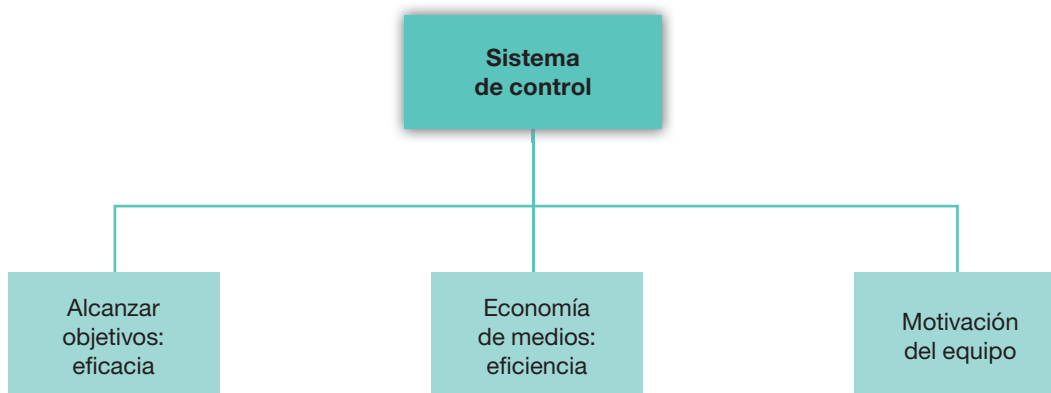 Sistema
de control
Alcanzar
objetivos:
eficacia
Economía
de medios:
eficiencia
Motivación
del equipo